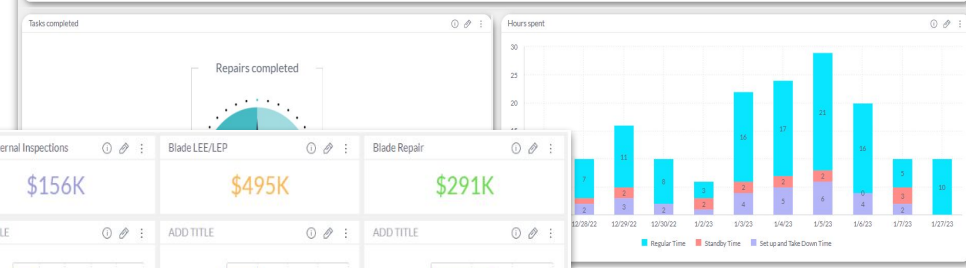 Tasks completed
Repairs completed
Hours spent
30
25
20
7
2
11
2
3
8
2
3
2
16
2
4
17
2
5
21
2
6
16
0
4
5
3
2
10
12/28/22 12/29/22 12/30/22 1/2/23 1/3/23 1/4/23 1/5/23 1/6/23 1/7/23 1/27/23
Regular Time Standby Time Set up and Take Down Time
ernal Inspections
$156K
Blade LEE/LEP
$495K
Blade Repair
$291K
LE
ADD TITLE
ADD TITLE